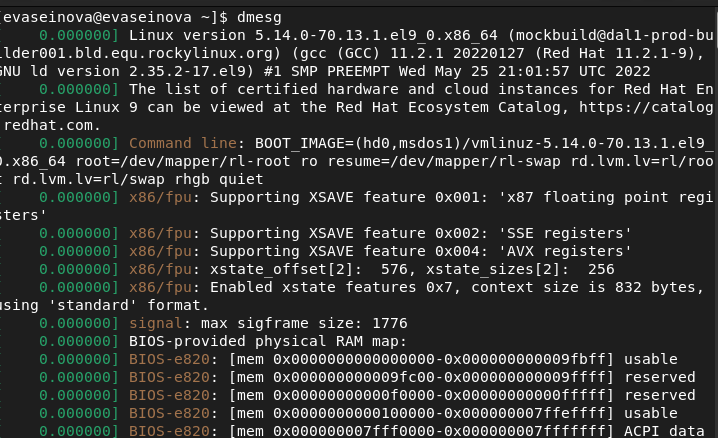 [evaseinova@evaseinova ~]$ dmesg
[    0.000000] Linux version 5.14.0-70.13.1.el9_0.x86_64 (mockbuild@dal1-prod-bu
ilder001.bld.equ.rockylinux.org) (gcc (GCC) 11.2.1 20220127 (Red Hat 11.2.1-9),
GNU ld version 2.35.2-17.el9) #1 SMP PREEMPT Wed May 25 21:01:57 UTC 2022
[    0.000000] The list of certified hardware and cloud instances for Red Hat En
terprise Linux 9 can be viewed at the Red Hat Ecosystem Catalog, https://catalog
.redhat.com.
[    0.000000] Command line: BOOT_IMAGE=(hd0,msdos1)/vmlinuz-5.14.0-70.13.1.el9_
0.x86_64 root=/dev/mapper/rl-root ro resume=/dev/mapper/rl-swap rd.lvm.lv=rl/roo
t rd.lvm.lv=rl/swap rhgb quiet
[    0.000000] x86/fpu: Supporting XSAVE feature 0x001: 'x87 floating point regi
sters'
[    0.000000] x86/fpu: Supporting XSAVE feature 0x002: 'SSE registers'
[    0.000000] x86/fpu: Supporting XSAVE feature 0x004: 'AVX registers'
[    0.000000] x86/fpu: xstate_offset[2]:  576, xstate_sizes[2]:  256
[    0.000000] x86/fpu: Enabled xstate features 0x7, context size is 832 bytes,
using 'standard' format.
[    0.000000] signal: max sigframe size: 1776
[    0.000000] BIOS-provided physical RAM map:
[    0.000000] BIOS-e820: [mem 0x0000000000000000-0x000000000009fbff] usable
[    0.000000] BIOS-e820: [mem 0x000000000009fc00-0x000000000009ffff] reserved
[    0.000000] BIOS-e820: [mem 0x00000000000f0000-0x00000000000fffff] reserved
[    0.000000] BIOS-e820: [mem 0x0000000000100000-0x000000007ffeffff] usable
[    0.000000] BIOS-e820: [mem 0x000000007fff0000-0x000000007fffffff] ACPI data